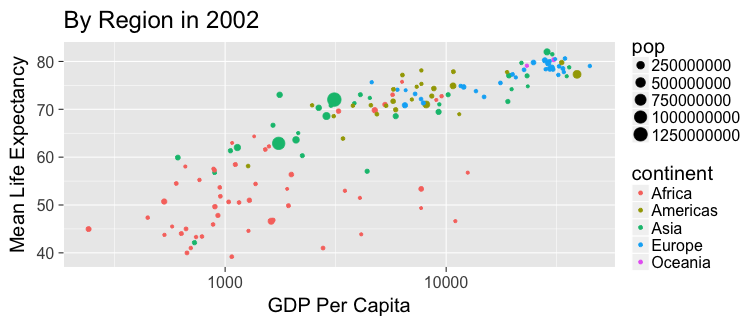 By Region in 2002
Mean Life Expectancy
80
70
60
50
40
1000
10000
GDP Per Capita
pop
250000000
500000000
750000000
1000000000
1250000000
continent
Africa
Americas
Asia
Europe
Oceania